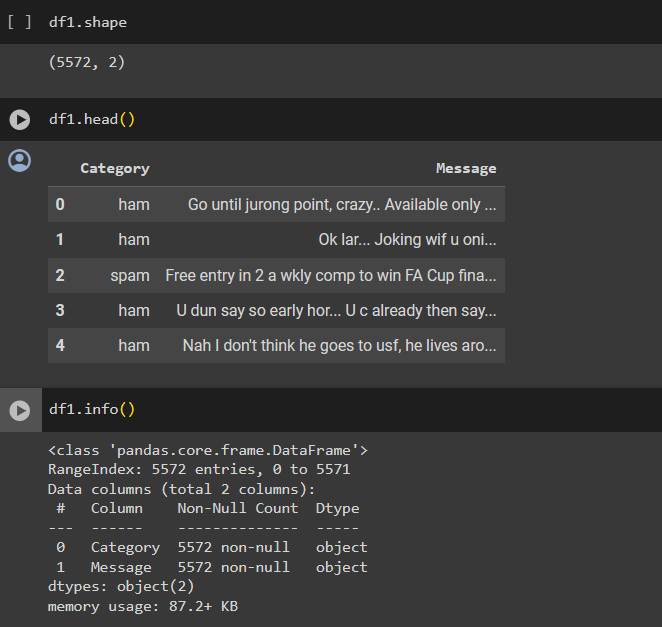 [ ] df1.shape
(5572, 2)
df1.head()
Category Message
0 ham Go until jurong point, crazy.. Available only ...
1 ham Ok lar... Joking wif u oni...
2 spam Free entry in 2 a wkly comp to win FA Cup fina...
3 ham U dun say so early hor... U c already then say...
4 ham Nah I don't think he goes to usf, he lives aro...
df1.info()
<class 'pandas.core.frame.DataFrame'>
RangeIndex: 5572 entries, 0 to 5571
Data columns (total 2 columns):
 #   Column    Non-Null Count  Dtype
---  ------    --------------  -----
 0   Category  5572 non-null   object
 1   Message   5572 non-null   object
dtypes: object(2)
memory usage: 87.2+ KB